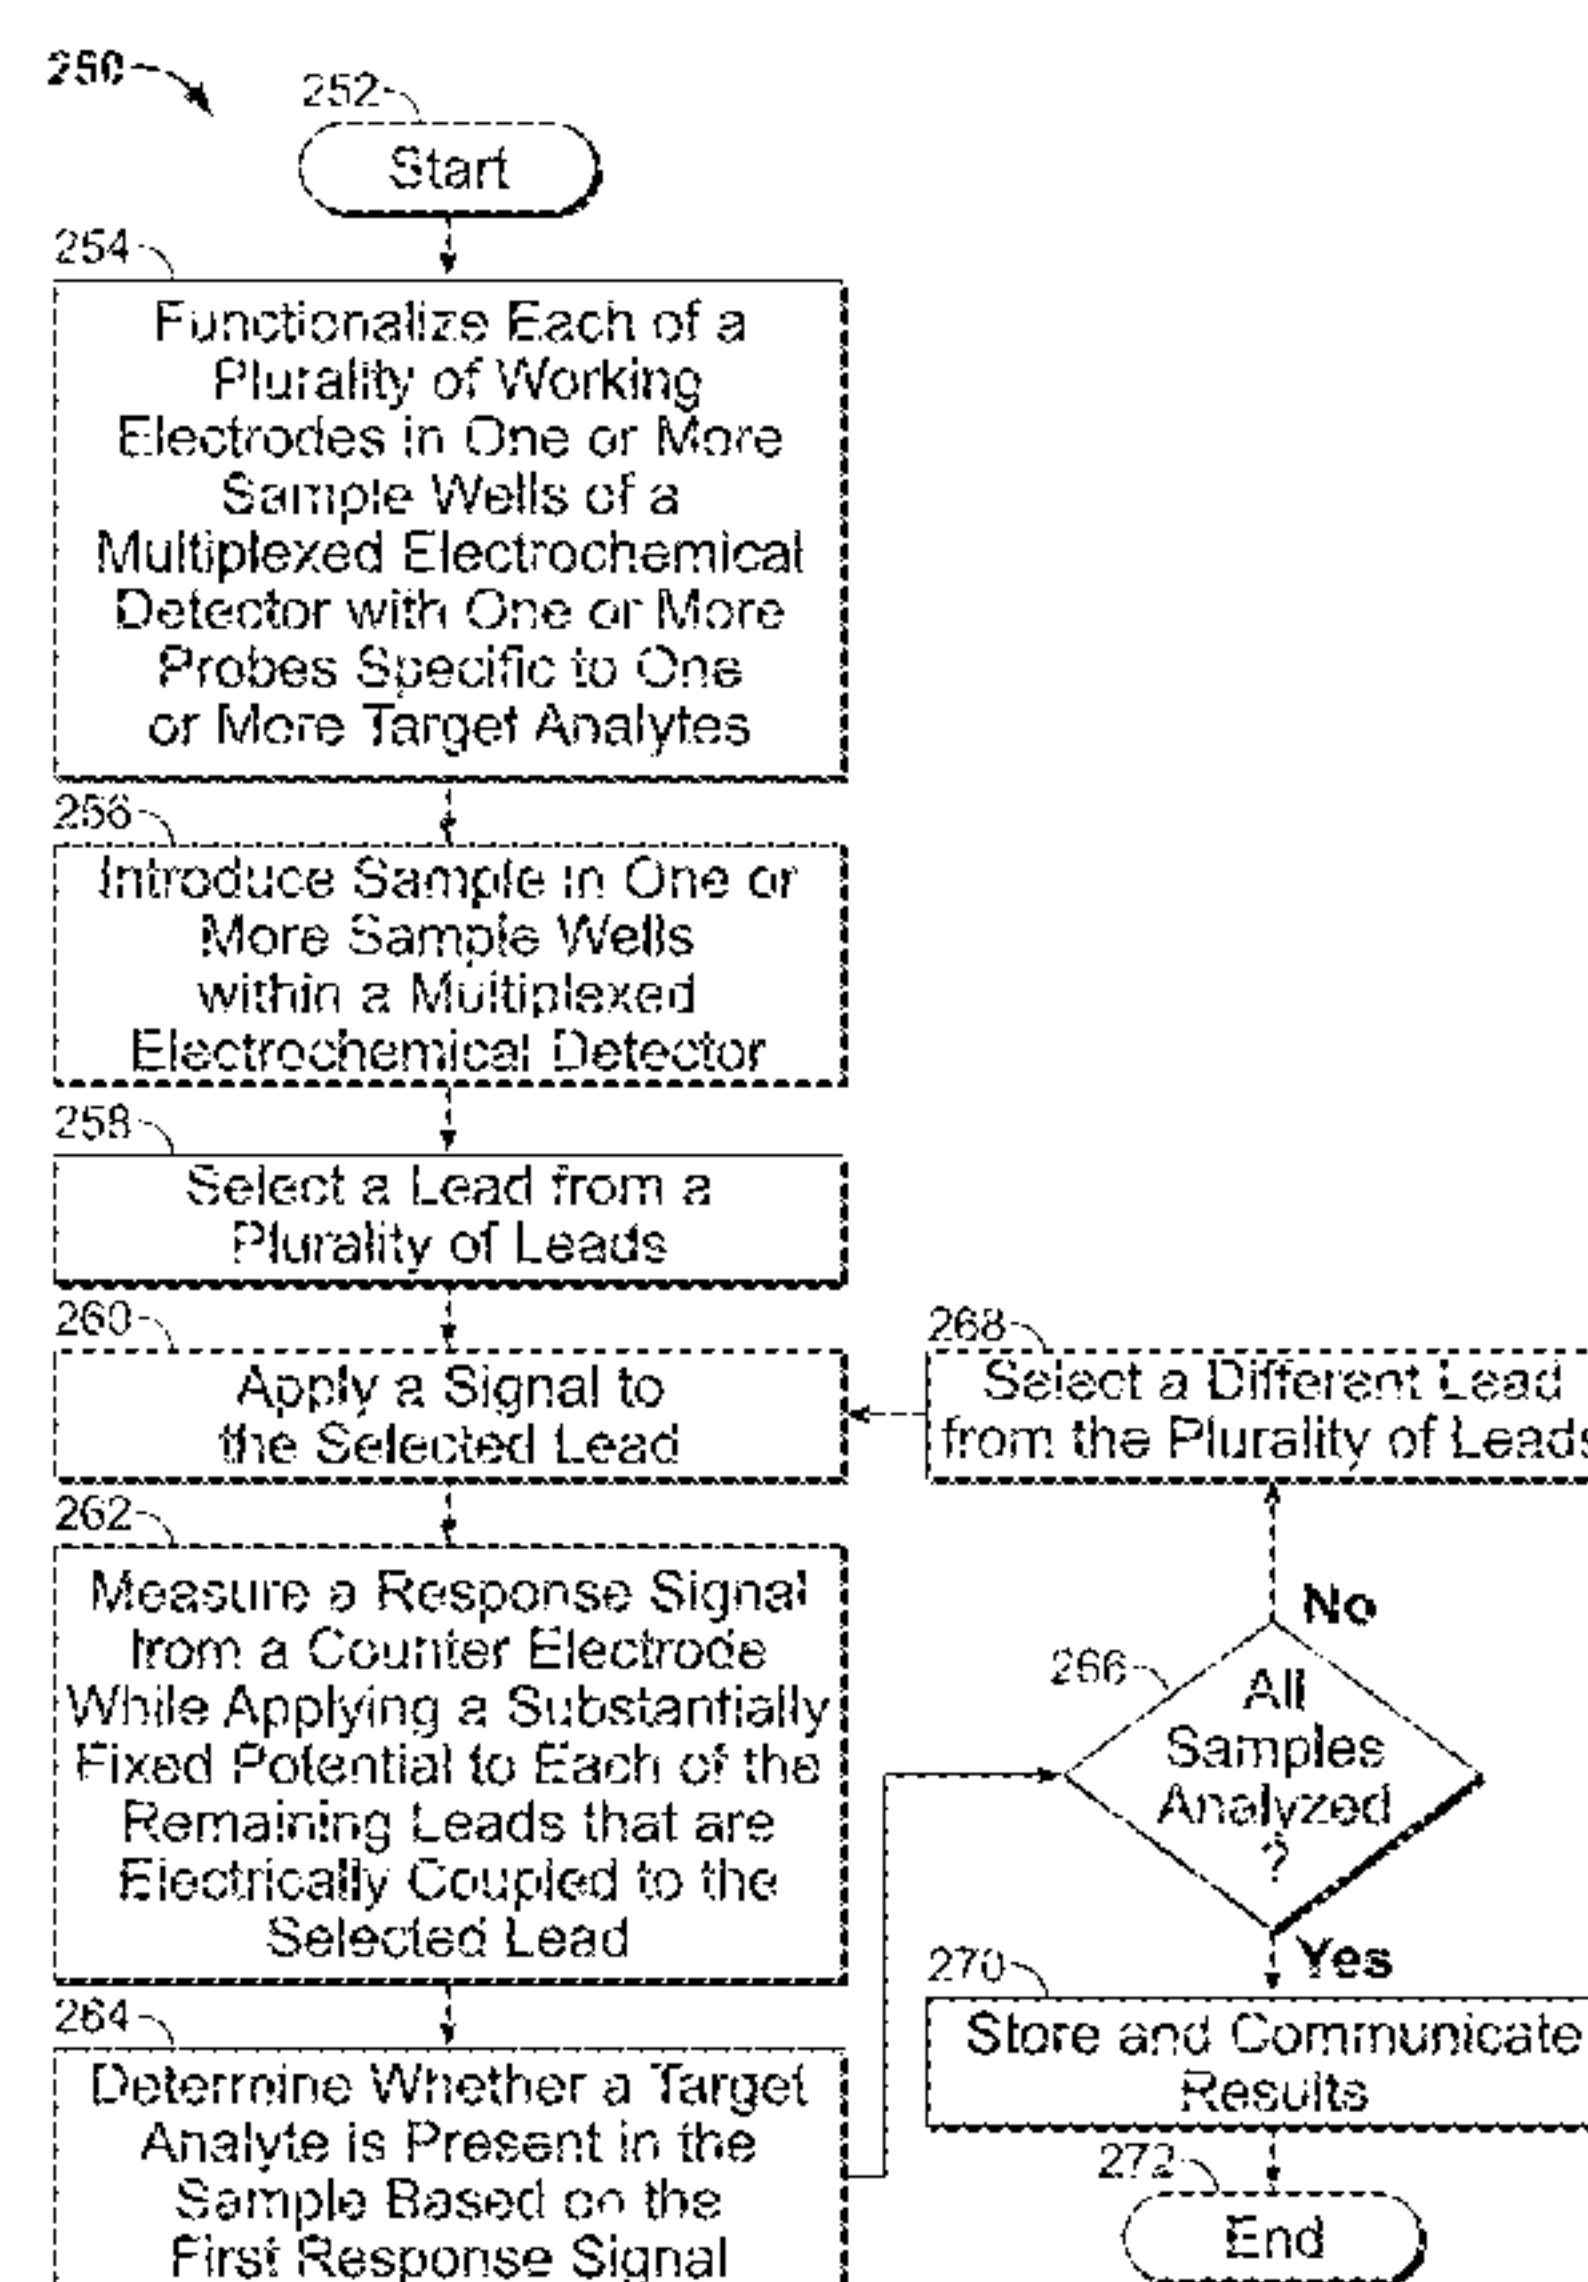 250
252
Start
254
Functionalize Each of a
Plurality of Working
Electrodes in One or More
Sample Wells of a
Multiplexed Electrochemical
Detector with One or More
Probes Specific to One
or More Target Analytes
256
Introduce Sample in One or
More Sample Wells
within a Multiplexed
Electrochemical Detector
258
Select a Lead from a
Plurality of Leads
260
Apply a Signal to
the Selected Lead
262
Measure a Response Signal
from a Counter Electrode
While Applying a Substantially
Fixed Potential to Each of the
Remaining Leads that are
Electrically Coupled to the
Selected Lead
264
Determine Whether a Target
Analyte is Present in the
Sample Based on the
First Response Signal
266
All
Samples
Analyzed
?
No
268
Select a Different Lead
from the Plurality of Leads
Yes
270
Store and Communicate
Results
272
End